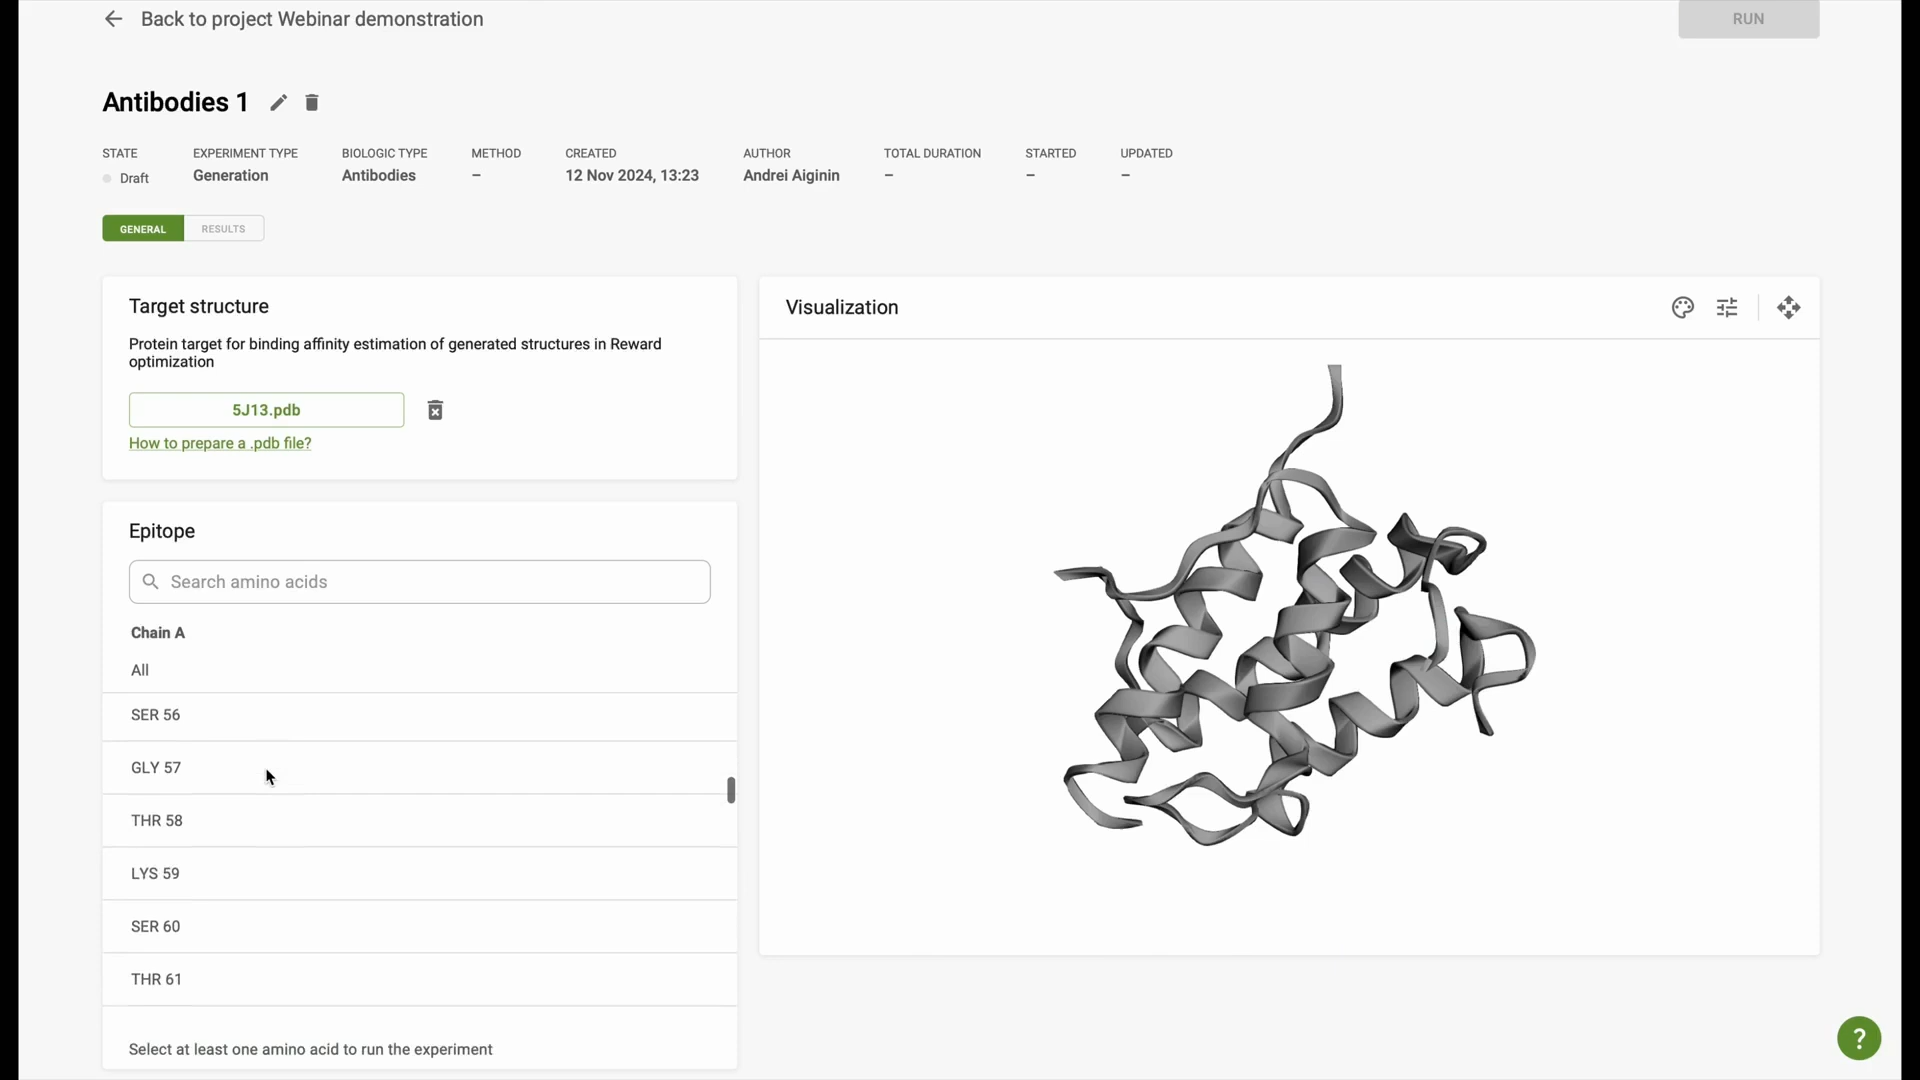 Back to project Webinar demonstration
RUN
Antibodies 1
STATE
EXPERIMENT TYPE
BIOLOGIC TYPE
METHOD
CREATED
AUTHOR
TOTAL DURATION
STARTED
UPDATED
Draft
Generation
Antibodies
–
12 Nov 2024, 13:23
Andrei Aiginin
–
–
–
GENERAL
RESULTS
Target structure
Protein target for binding affinity estimation of generated structures in Reward
optimization
5J13.pdb
How to prepare a .pdb file?
Epitope
Search amino acids
Chain A
All
SER 56
GLY 57
THR 58
LYS 59
SER 60
THR 61
Select at least one amino acid to run the experiment
Visualization
?